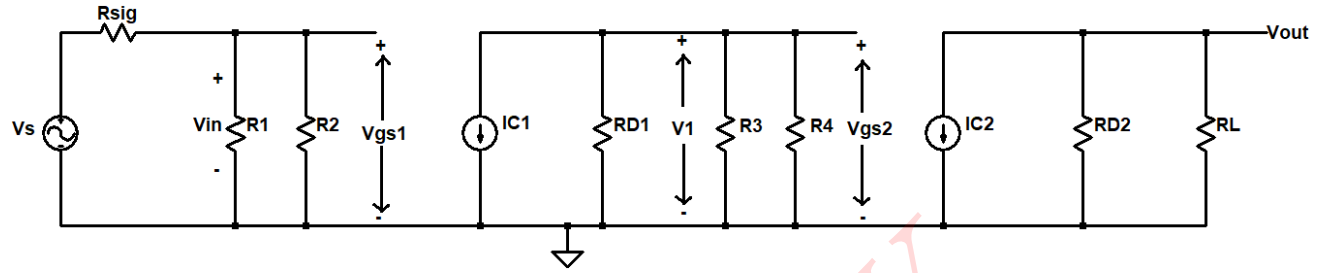 Rsig
Vs
+
Vin
-
R1
R2
+
Vgs1
-
IC1
RD1
+
V1
-
R3
R4
+
Vgs2
-
IC2
RD2
RL
Vout